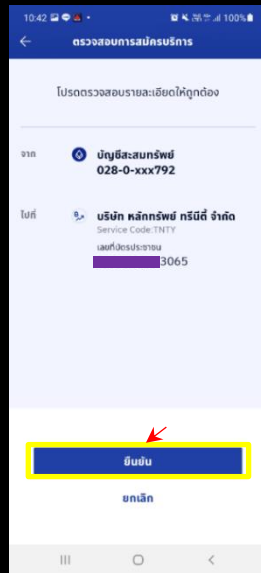 10:42 100%
ตรวจสอบการสมัครบริการ
โปรดตรวจสอบรายละเอียดให้ถูกต้อง
จาก บัญชีสะสมทรัพย์
028-0-xxx792
ไปที่ บริษัท หลักทรัพย์ ทรีนีตี้ จำกัด
Service Code:TNTY
เลขที่บัตรประชาชน
3065
ยืนยัน
ยกเลิก